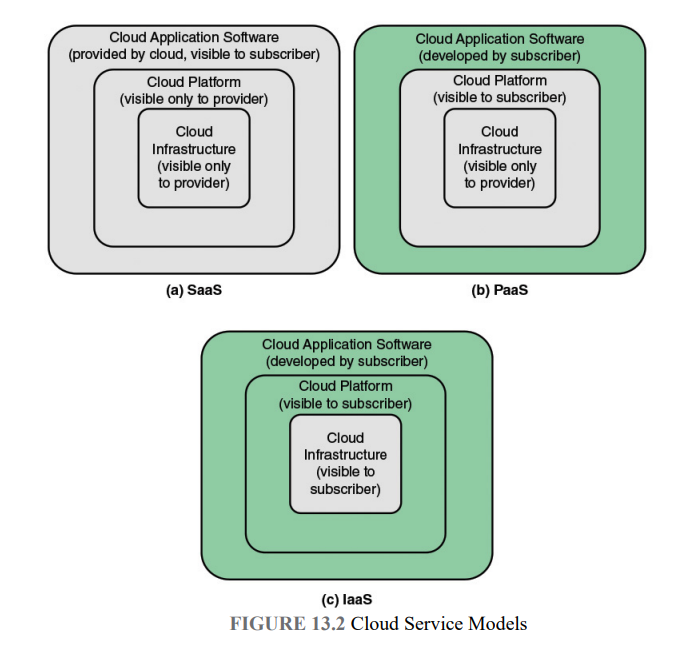 Cloud Application Software
(provided by cloud, visible to subscriber)
Cloud Platform
(visible only to provider)
Cloud
Infrastructure
(visible only
to provider)
(a) SaaS
Cloud Application Software
(developed by subscriber)
Cloud Platform
(visible to subscriber)
Cloud
Infrastructure
(visible only
to provider)
(b) PaaS
Cloud Application Software
(developed by subscriber)
Cloud Platform
(visible to subscriber)
Cloud
Infrastructure
(visible to
subscriber)
(c) IaaS
FIGURE 13.2 Cloud Service Models